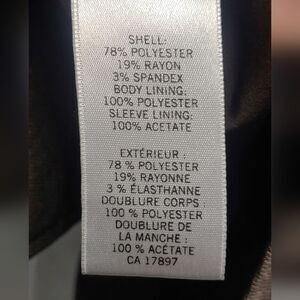 SHELL:
78% POLYESTER
19% RAYON
3% SPANDEX
BODY LINING:
100% POLYESTER
SLEEVE LINING:
100% ACETATE
EXTÉRIEUR :
78 % POLYESTER
19% RAYONNE
3 % ÉLASTHANNE
DOUBLURE CORPS :
100 % POLYESTER
DOUBLURE DE
LA MANCHE :
100 % ACÉTATE
CA 17897